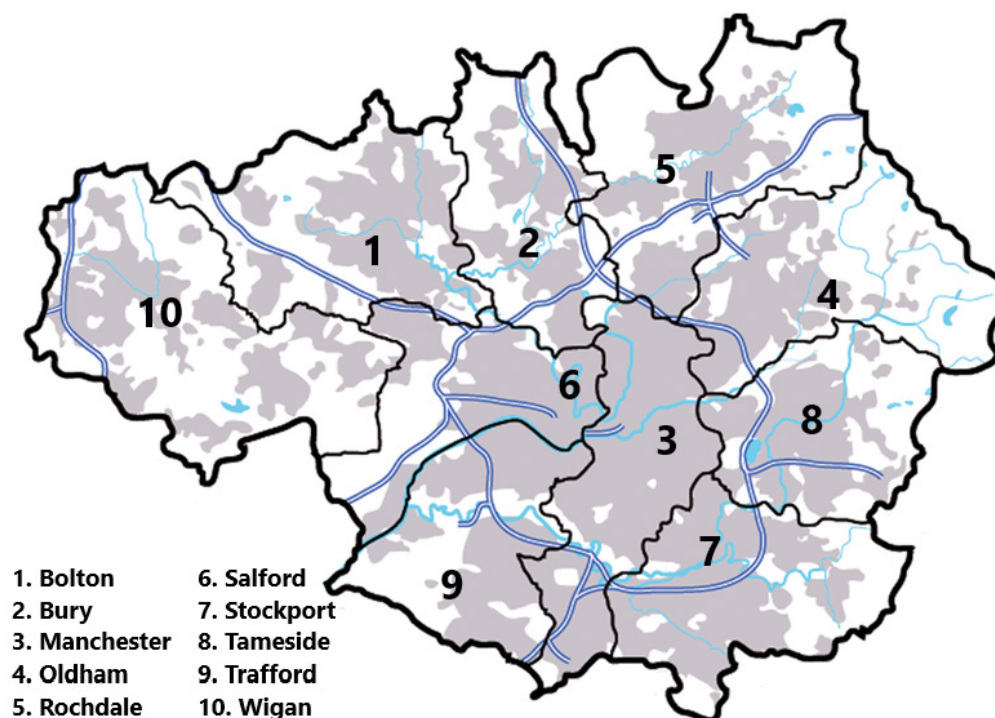 5
1
2
10
4
6
8
3
7
9
1. Bolton
2. Bury
3. Manchester
4. Oldham
5. Rochdale
6. Salford
7. Stockport
8. Tameside
9. Trafford
10. Wigan